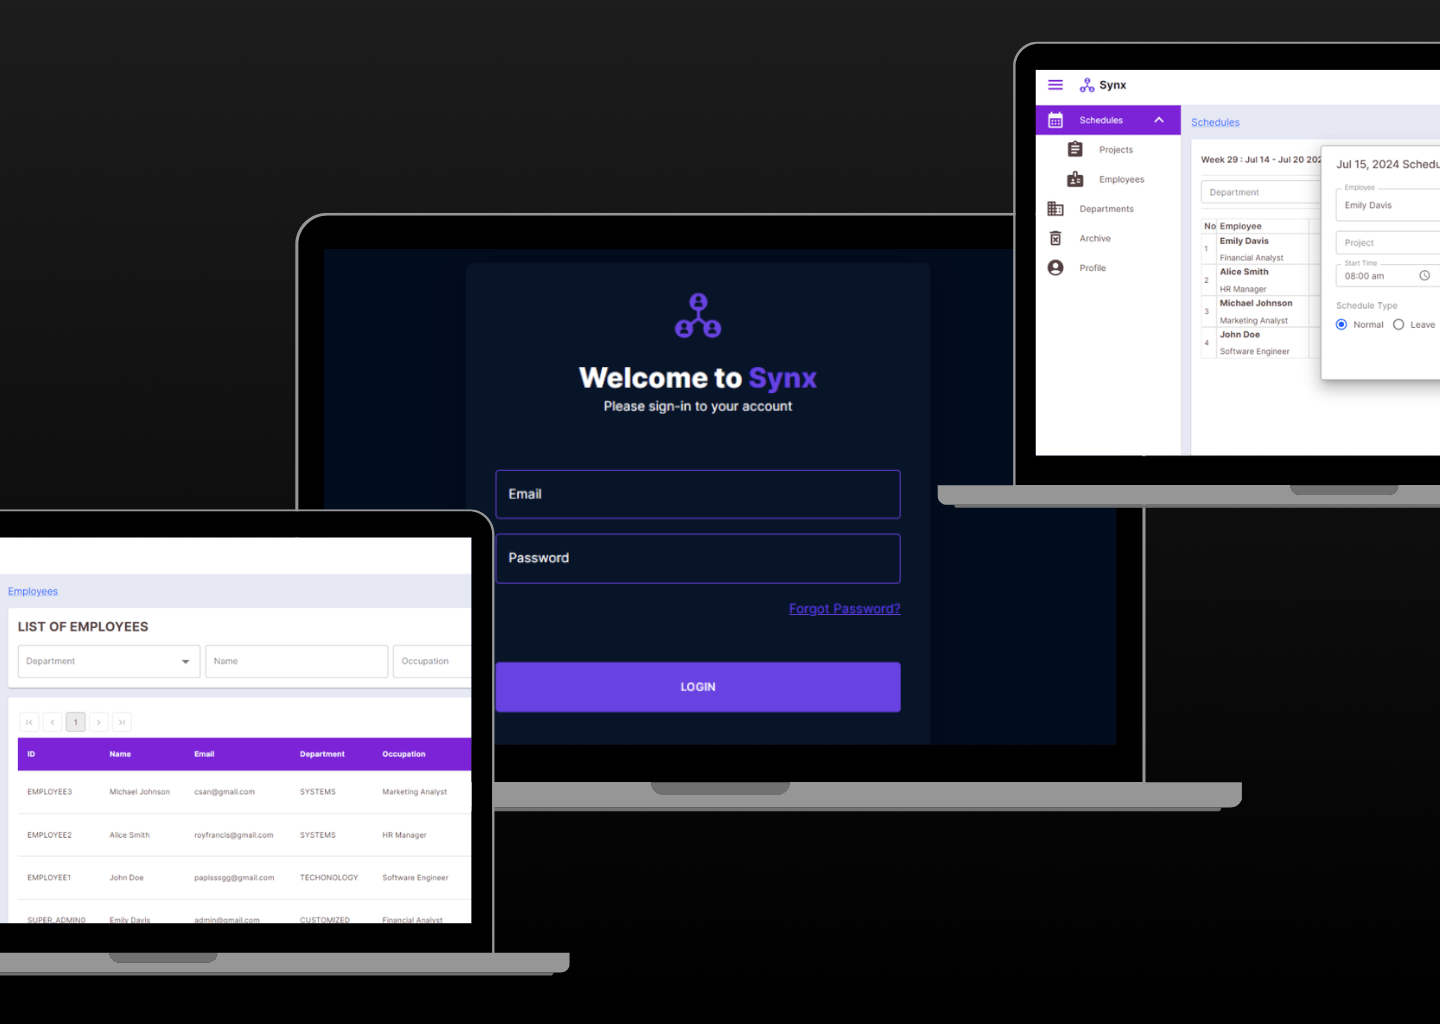 Synx
Schedules
Projects
Employees
Departments
Archive
Profile
Schedules
Week 29 : Jul 14 - Jul 20 202
Department
No Employee
1 Emily Davis
Financial Analyst
2 Alice Smith
HR Manager
3 Michael Johnson
Marketing Analyst
4 John Doe
Software Engineer
Jul 15, 2024 Schedu
Employee
Emily Davis
Project
Start Time
08:00 am
Schedule Type
Normal Leave
Welcome to Synx
Please sign-in to your account
Email
Password
Forgot Password?
LOGIN
Employees
LIST OF EMPLOYEES
Department Name Occupation
1
ID Name Email Department Occupation
EMPLOYEE3 Michael Johnson csan@gmail.com SYSTEMS Marketing Analyst
EMPLOYEE2 Alice Smith royfrancis@gmail.com SYSTEMS HR Manager
EMPLOYEE1 John Doe papisssgg@gmail.com TECHONOLOGY Software Engineer
SUPER_ADMIN0 Emily Davis admin@gmail.com CUSTOMIZED Financial Analyst